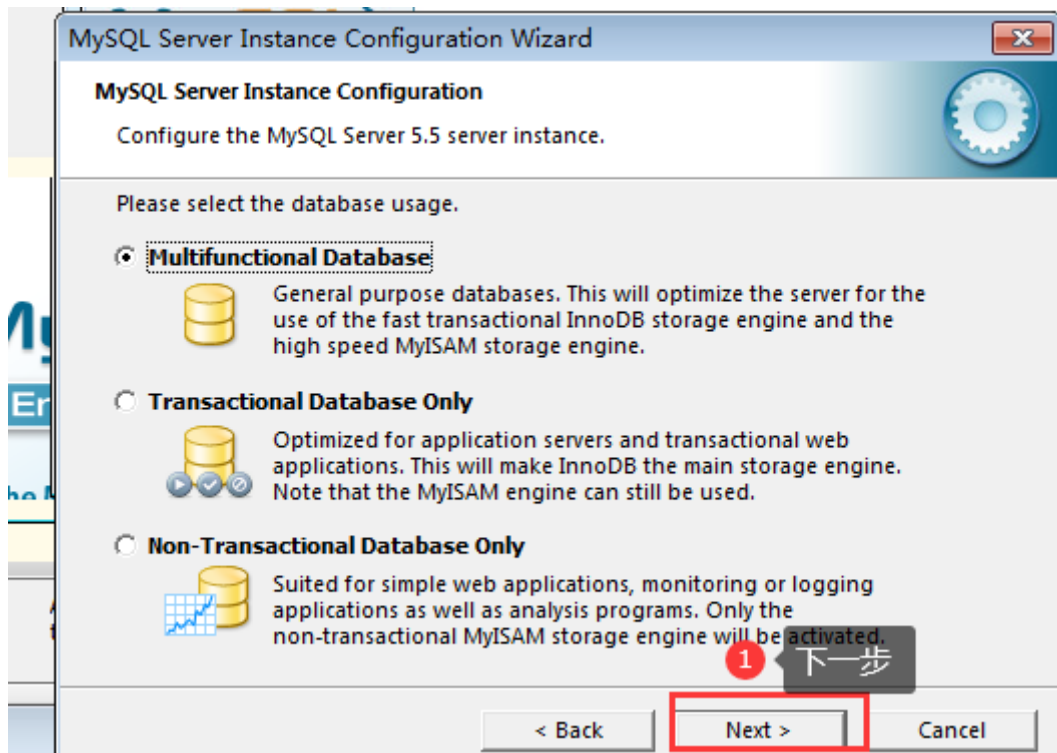 MySQL Server Instance Configuration Wizard
MySQL Server Instance Configuration
Configure the MySQL Server 5.5 server instance.
Please select the database usage.
Multifunctional Database
General purpose databases. This will optimize the server for the
use of the fast transactional InnoDB storage engine and the
high speed MyISAM storage engine.
Transactional Database Only
Optimized for application servers and transactional web
applications. This will make InnoDB the main storage engine.
Note that the MyISAM engine can still be used.
Non-Transactional Database Only
Suited for simple web applications, monitoring or logging
applications as well as analysis programs. Only the
non-transactional MyISAM storage engine will be activated.
1 下一步
< Back Next > Cancel